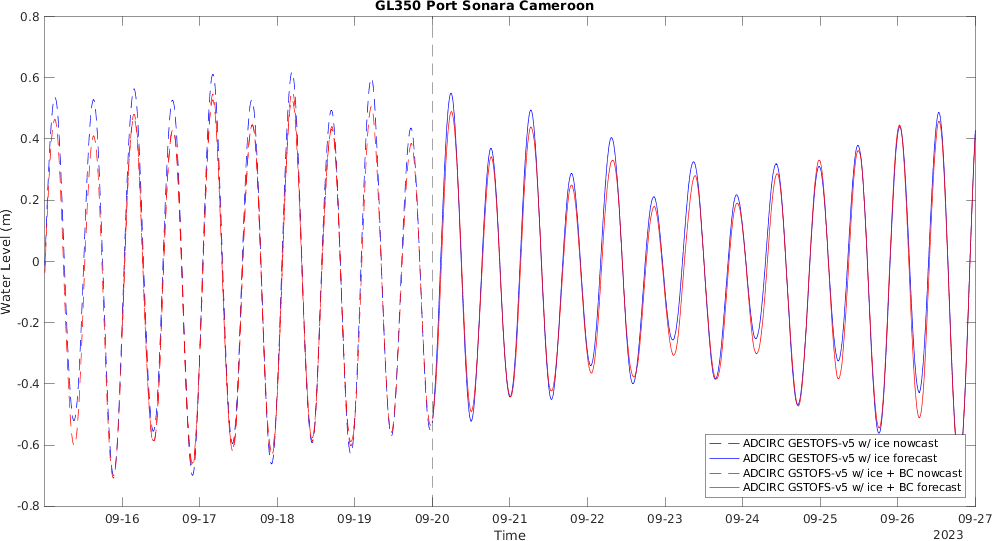 GL350 Port Sonara Cameroon
0.8
0.6
0.4
0.2
0
-0.2
-0.4
-0.6
-0.8
Water Level (m)
ADCIRC GESTOFS-v5 w/ ice nowcast
ADCIRC GESTOFS-v5 w/ ice forecast
ADCIRC GSTOFS-v5 w/ ice + BC nowcast
ADCIRC GSTOFS-v5 w/ ice + BC forecast
09-16 09-17 09-18 09-19 09-20 09-21 09-22 09-23 09-24 09-25 09-26 09-27
Time
2023